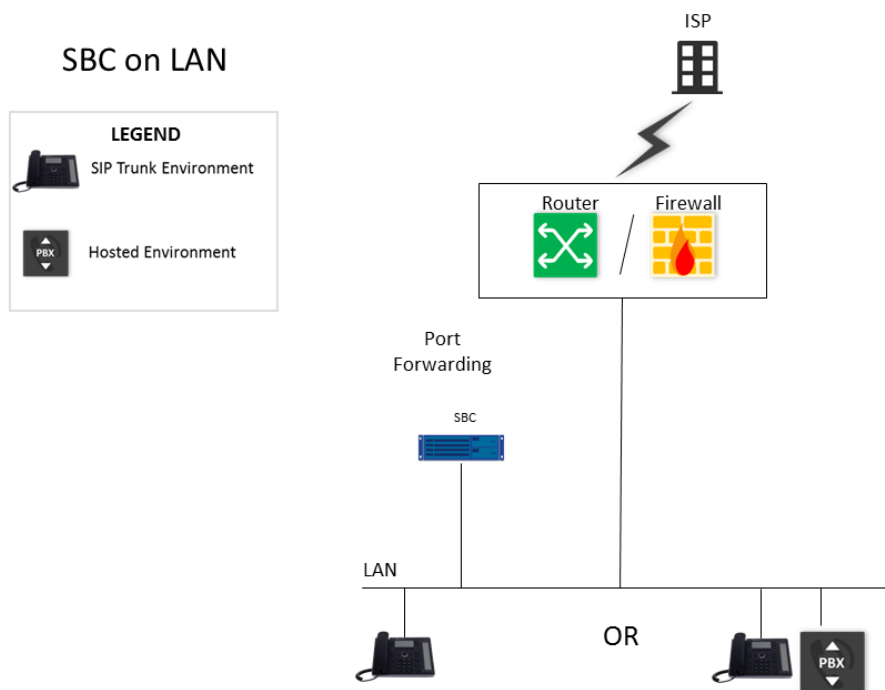 SBC on LAN
LEGEND
SIP Trunk Environment
PBX
Hosted Environment
ISP
Router
Firewall
Port
Forwarding
SBC
LAN
OR
PBX